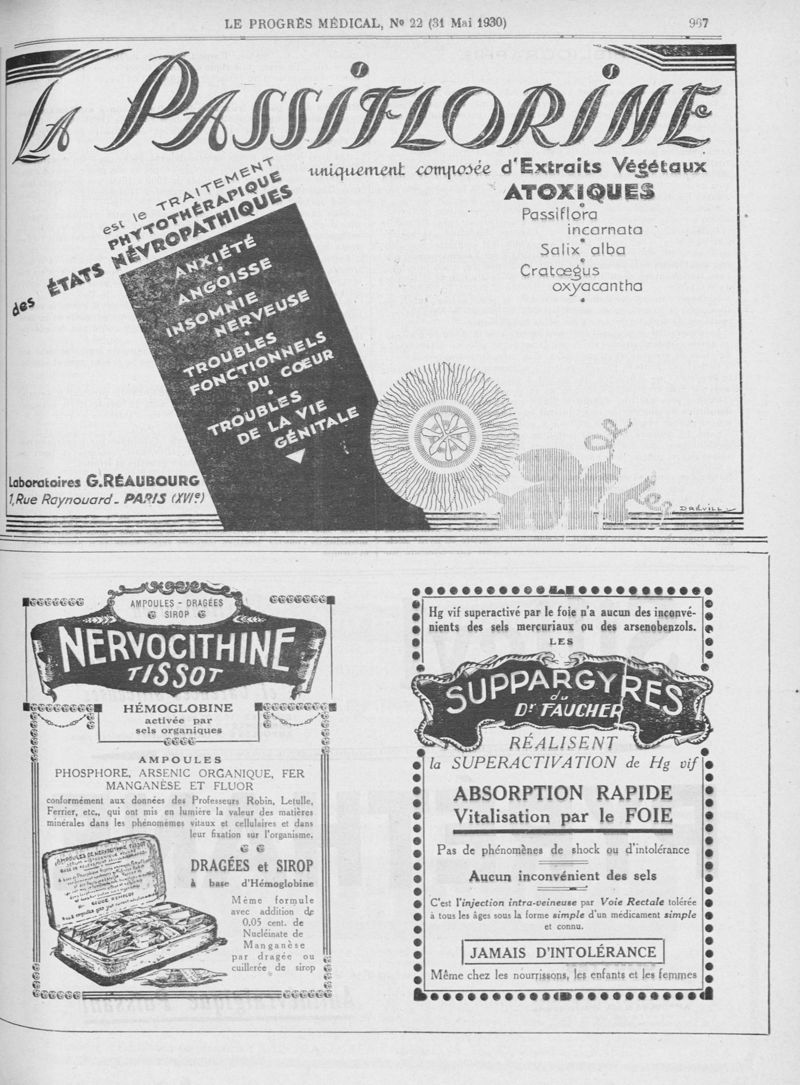 LE PROGRÈS MÉDICAL, Nº 22 (31 Mai 1930) 967
LA PASSIFLORINE
uniquement composée d'Extraits Végétaux
ATOXIQUES
Passiflora
incarnata
Salix alba
Cratœgus
oxyacantha
est le TRAITEMENT
PHYTOTHÉRAPIQUE
des ÉTATS NÉVROPATHIQUES
ANXIÉTÉ
ANGOISSE
INSOMNIE
NERVEUSE
TROUBLES
FONCTIONNELS
DU CŒUR
TROUBLES
DE LA VIE
GÉNITALE
Laboratoires G.RÉAUBOURG
1, Rue Raynouard - PARIS (XVIe)
AMPOULES - DRAGÉES
SIROP
NERVOCITHINE
TISSOT
HÉMOGLOBINE
activée par
sels organiques
AMPOULES
PHOSPHORE, ARSENIC ORGANIQUE, FER
MANGANÈSE ET FLUOR
conformément aux données des Professeurs Robin, Letulle,
Ferrier, etc., qui ont mis en lumière la valeur des matières
minérales dans les phénomèmes vitaux et cellulaires et dans
leur fixation sur l'organisme.
AMPOULES DE NERVOCITHINE TISSOT
DRAGÉES et SIROP
à base d'Hémoglobine
Même formule
avec addition de
0,05 cent. de
Nucléinate de
Manganèse
par dragée ou
cuillerée de sirop
Hg vif superactivé par le foie n'a aucun des inconvé-
nients des sels mercuriaux ou des arsenobenzols.
LES
SUPPARGYRES
du
Dr FAUCHER
RÉALISENT
la SUPERACTIVATION de Hg vif
ABSORPTION RAPIDE
Vitalisation par le FOIE
Pas de phénomènes de shock ou d'intolérance
Aucun inconvénient des sels
C'est l'injection intra-veineuse par Voie Rectale tolérée
à tous les âges sous la forme simple d'un médicament simple
et connu.
JAMAIS D'INTOLÉRANCE
Même chez les nourrissons, les enfants et les femmes